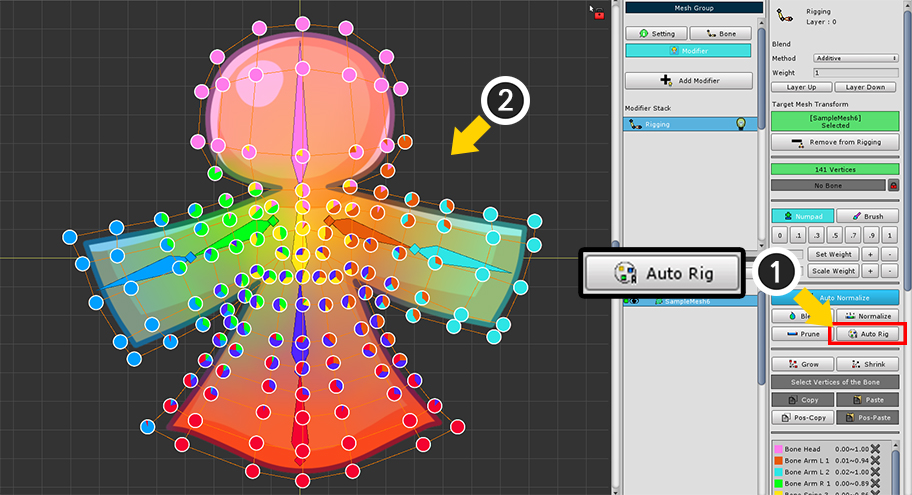 Mesh Group
Setting
Bone
Modifier
Add Modifier
Modifier Stack
Rigging
SampleMesh6
2
Auto Rig
1
Rigging
Layer : 0
Blend
Method
Additive
Weight
1
Layer Up
Layer Down
Target Mesh Transform
[SampleMesh6]
Selected
Remove from Rigging
141 Vertices
No Bone
Numpad
Brush
0 .1 .3 .5 .7 .9 1
Set Weight + -
Scale Weight + -
Auto Normalize
Normalize
Prune
Auto Rig
Grow
Shrink
Select Vertices of the Bone
Copy
Paste
Pos-Copy
Pos-Paste
Bone Head 0.00~1.00
Bone Arm L 1 0.01~0.94
Bone Arm L 2 0.00~1.00
Bone Arm R 1 0.00~0.89